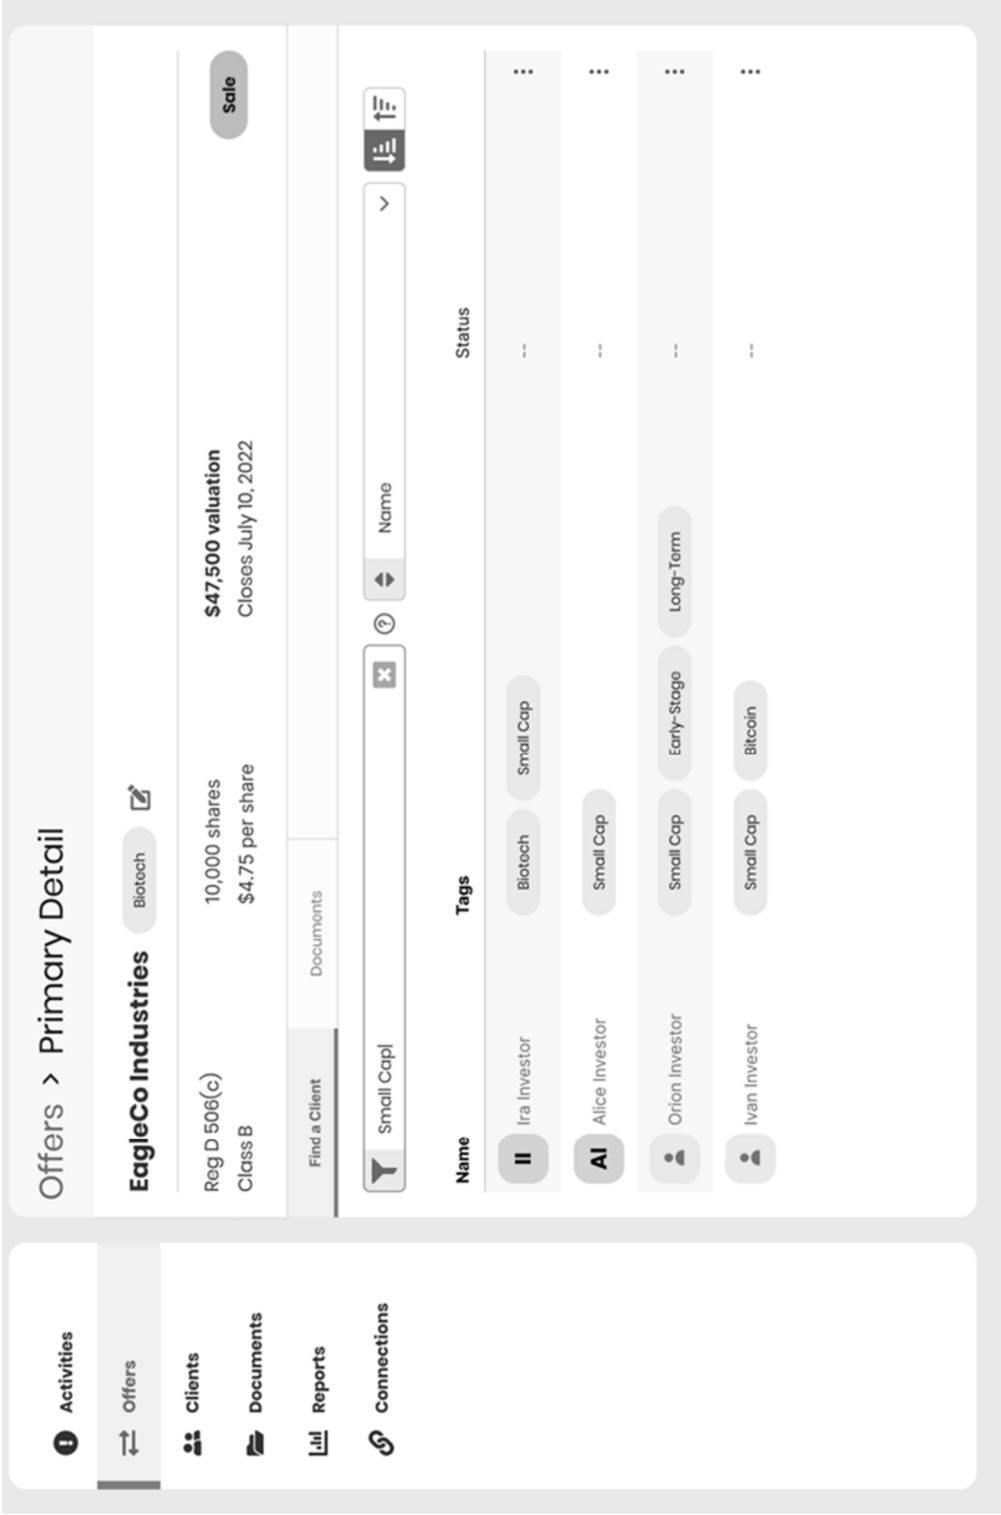 Activities
Offers
Clients
Documents
Reports
Connections
Offers > Primary Detail
EagleCo Industries Biotech
Reg D 506(c) 10,000 shares $47,500 valuation Sale
Class B $4.75 per share Closes July 10, 2022
Find a Client Documents
Small Cap ? Name
Name Tags Status
II Ira Investor Biotech Small Cap --
AI Alice Investor Small Cap --
Orion Investor Small Cap Early-Stage Long-Term --
Ivan Investor Small Cap Bitcoin --